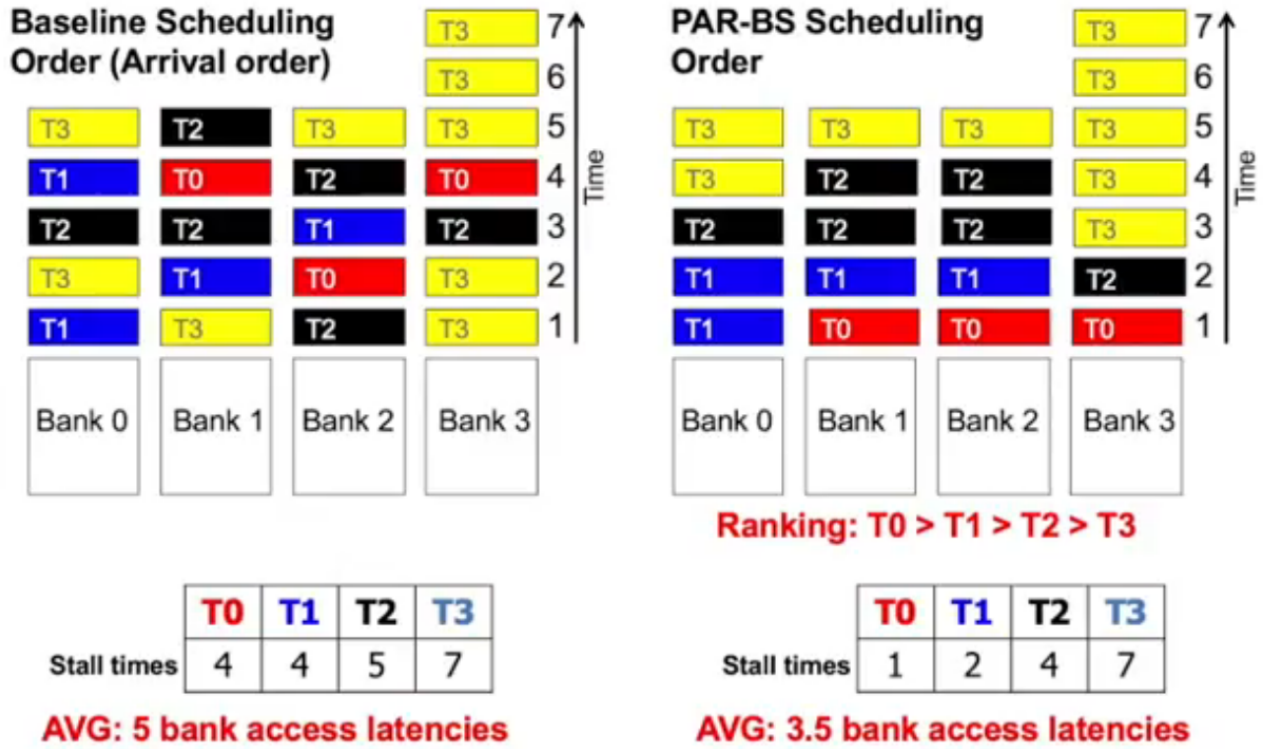 Baseline Scheduling
Order (Arrival order)
T3 7
T3 6
T3 T2 T3 T3 5
T1 T0 T2 T0 4
T2 T2 T1 T2 3
T3 T1 T0 T3 2
T1 T3 T2 T3 1
Time
Bank 0 Bank 1 Bank 2 Bank 3
T0 T1 T2 T3
Stall times 4 4 5 7
AVG: 5 bank access latencies
PAR-BS Scheduling
Order
T3 7
T3 6
T3 T3 T3 T3 5
T3 T2 T2 T3 4
T2 T2 T2 T3 3
T1 T1 T1 T2 2
T1 T0 T0 T0 1
Time
Bank 0 Bank 1 Bank 2 Bank 3
Ranking: T0 > T1 > T2 > T3
T0 T1 T2 T3
Stall times 1 2 4 7
AVG: 3.5 bank access latencies